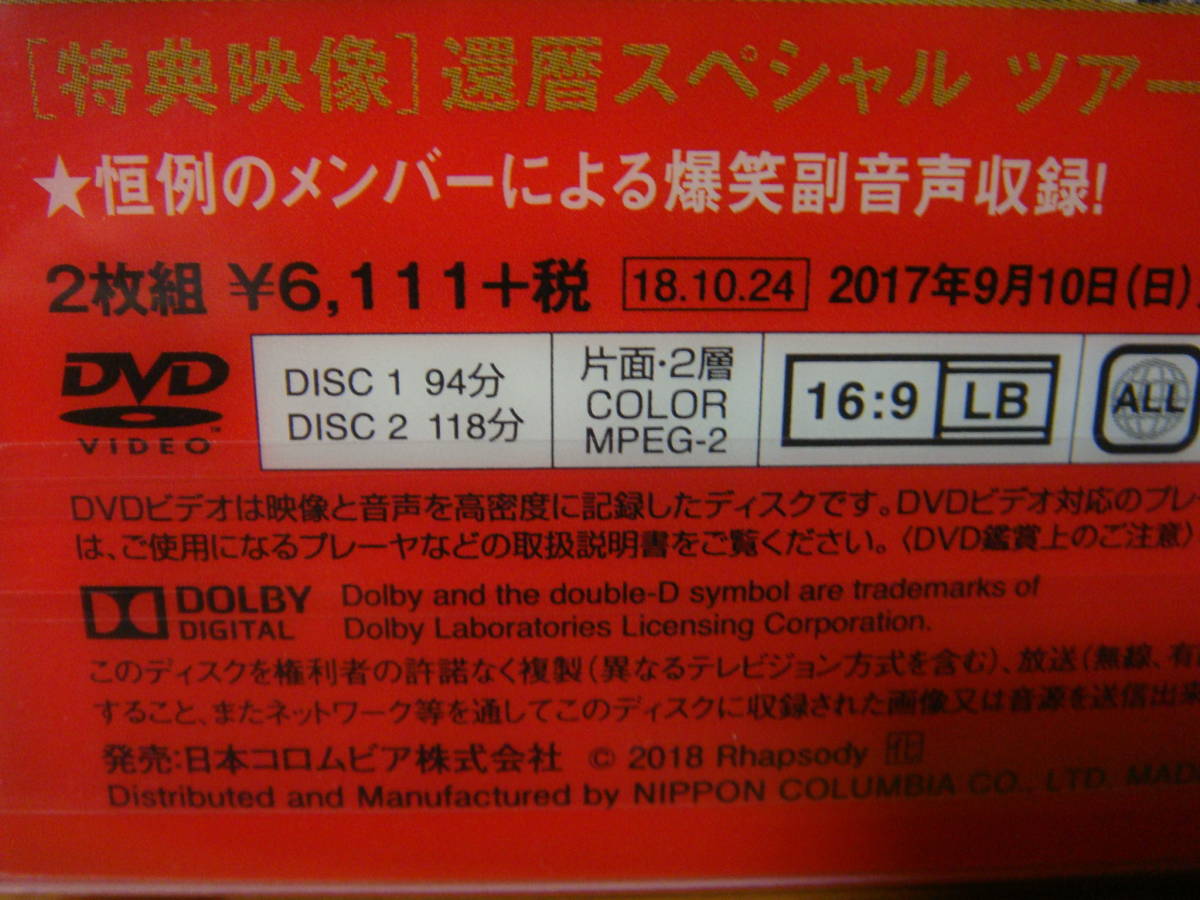 [特典映像]還暦スペシャル ツアー
★恒例のメンバーによる爆笑副音声収録!
2枚組 ¥6,111+税 18.10.24 2017年9月10日(日)
DVD VIDEO ™
DISC 1 94分
DISC 2 118分
片面・2層
COLOR
MPEG-2
16:9 LB
ALL
DVDビデオは映像と音声を高密度に記録したディスクです。DVDビデオ対応のプレ
は、ご使用になるプレーヤなどの取扱説明書をご覧ください。〈DVD鑑賞上のご注意〉
DOLBY DIGITAL
Dolby and the double-D symbol are trademarks of
Dolby Laboratories Licensing Corporation.
このディスクを権利者の許諾なく複製(異なるテレビジョン方式を含む)、放送(無線、有
すること、またネットワーク等を通してこのディスクに収録された画像又は音源を送信出来
発売:日本コロムビア株式会社 © 2018 Rhapsody 化
Distributed and Manufactured by NIPPON COLUMBIA CO., LTD. MAD